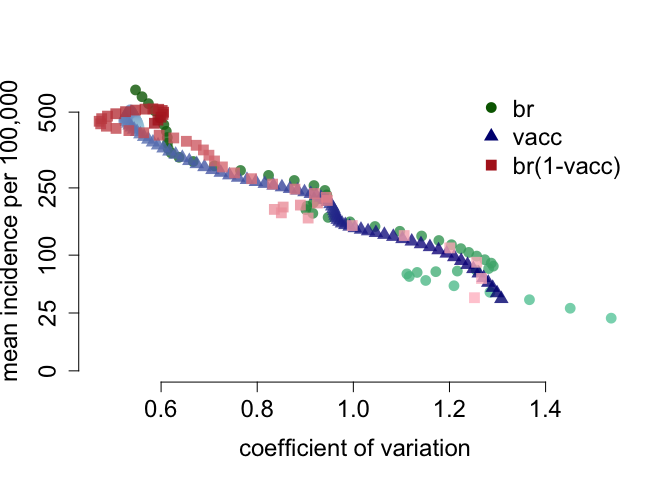 mean incidence per 100,000
500
250
100
25
0
br
vacc
br(1-vacc)
0.6 0.8 1.0 1.2 1.4
coefficient of variation